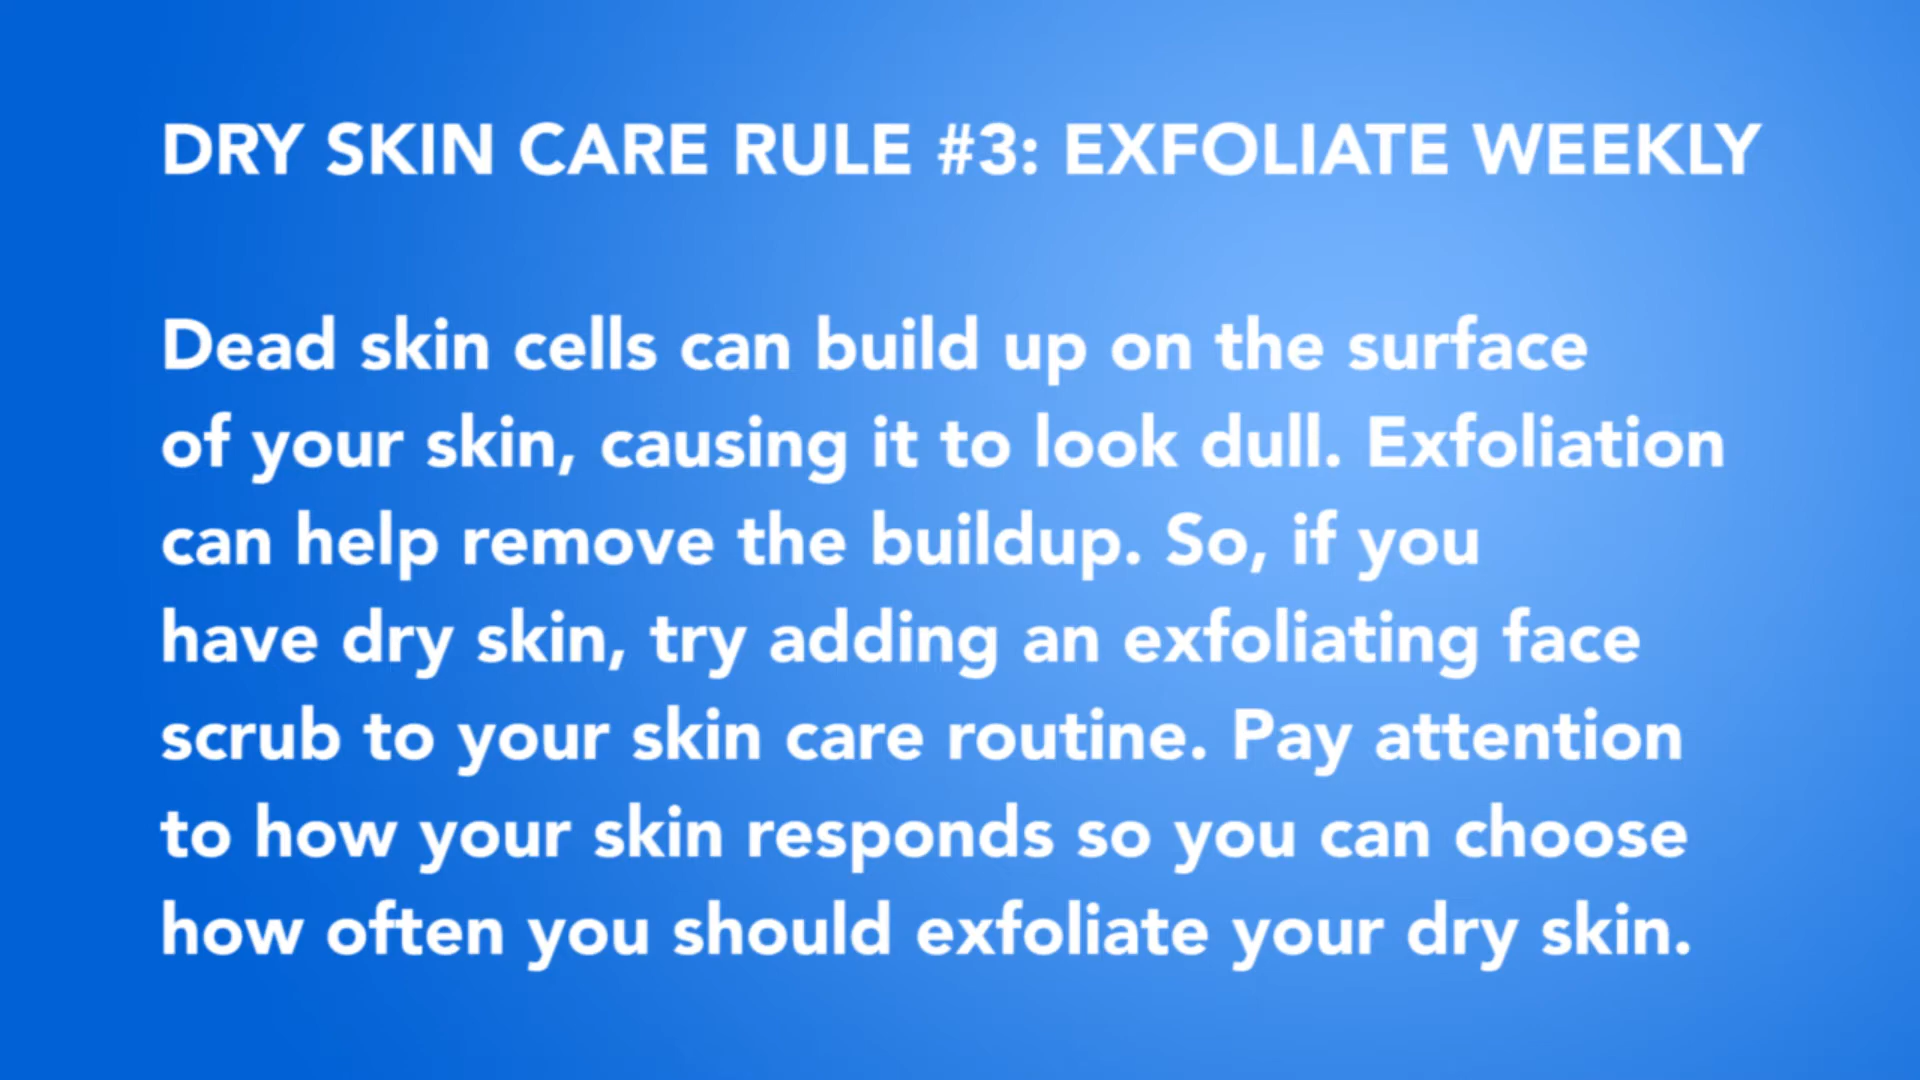 DRY SKIN CARE RULE #3: EXFOLIATE WEEKLY
Dead skin cells can build up on the surface
of your skin, causing it to look dull. Exfoliation
can help remove the buildup. So, if you
have dry skin, try adding an exfoliating face
scrub to your skin care routine. Pay attention
to how your skin responds so you can choose
how often you should exfoliate your dry skin.